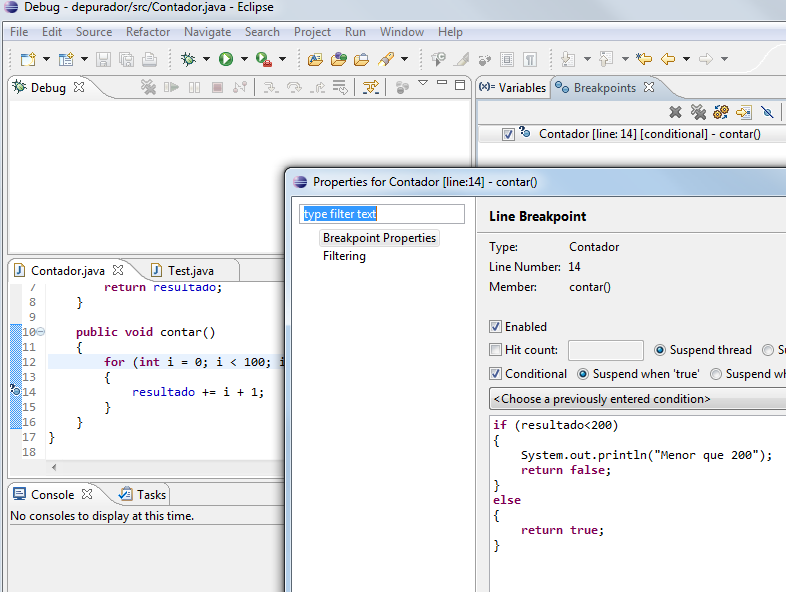 Debug - depurador/src/Contador.java - Eclipse
File Edit Source Refactor Navigate Search Project Run Window Help
Debug
(x)= Variables Breakpoints
Contador [line: 14] [conditional] - contar()
Properties for Contador [line:14] - contar()
type filter text
Breakpoint Properties
Filtering
Line Breakpoint
Type: Contador
Line Number: 14
Member: contar()
Enabled
Hit count: Suspend thread S
Conditional Suspend when 'true' Suspend wh
<Choose a previously entered condition>
if (resultado<200)
{
System.out.println("Menor que 200");
return false;
}
else
{
return true;
}
Contador.java Test.java
7 return resultado;
8 }
9
10 public void contar()
11 {
12 for (int i = 0; i < 100; i
13 {
14 resultado += i + 1;
15 }
16 }
17 }
18
Console Tasks
No consoles to display at this time.